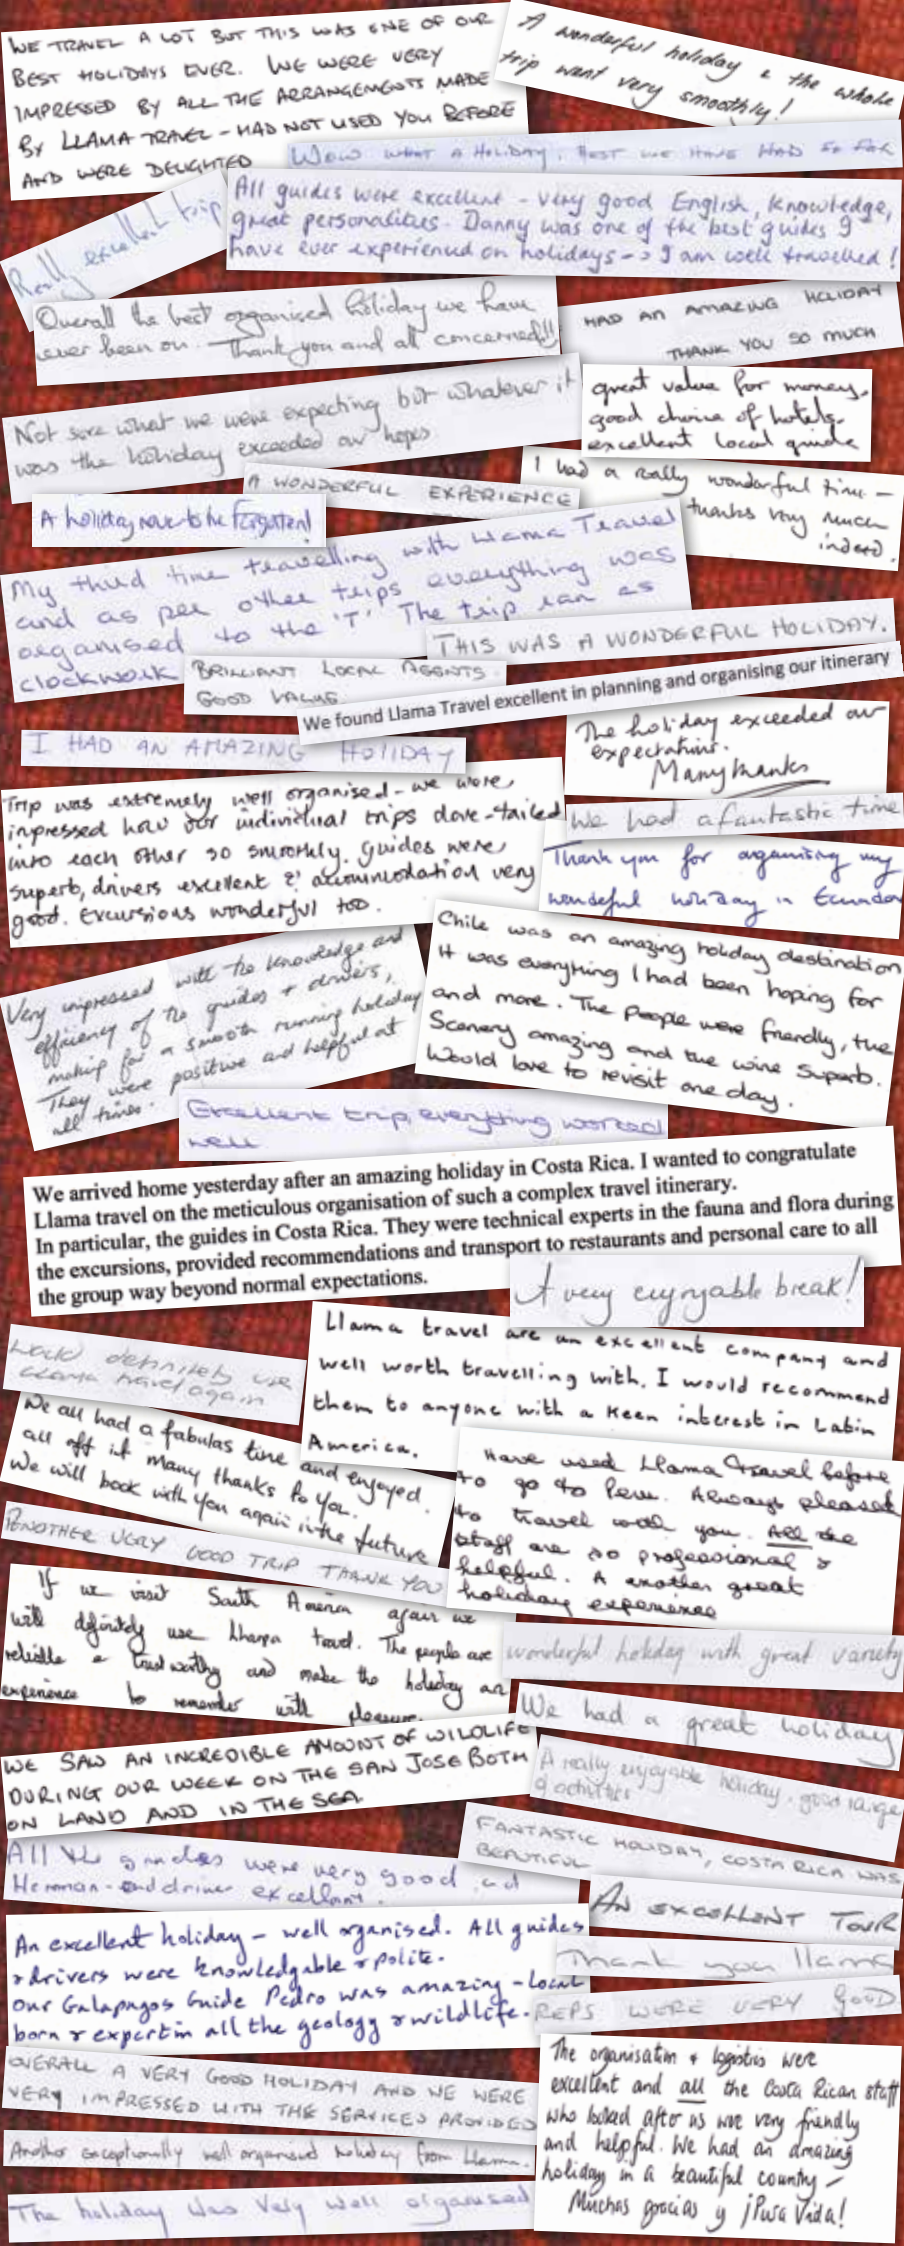 WE TRAVEL A LOT BUT THIS WAS ONE OF OUR
BEST HOLIDAYS EVER. WE WERE VERY
IMPRESSED BY ALL THE ARRANGEMENTS MADE
BY LLAMA TRAVEL - HAD NOT USED YOU BEFORE
AND WERE DELIGHTED
A wonderful holiday & the whole
trip went very smoothly!
WOW WHAT A HOLIDAY, BEST WE HAVE HAD SO FAR
Really excellent trip
All guides were excellent - very good English, knowledge,
great personalities. Danny was one of the best guides I
have ever experienced on holidays -> I am well travelled!
Overall the best organised holiday we have
ever been on. Thank you and all concerned!!
HAD AN AMAZING HOLIDAY
THANK YOU SO MUCH
Not sure what we were expecting but whatever it
was the holiday exceeded our hopes.
great value for money,
good choice of hotels.
excellent local guide
A WONDERFUL EXPERIENCE
I had a really wonderful time -
thanks very much
indeed.
A holiday never to be forgotten!
My third time travelling with Llama Travel
and as per other trips everything was
organised to the 'T' The trip ran as
clockwork
THIS WAS A WONDERFUL HOLIDAY.
BRILLIANT LOCAL AGENTS.
GOOD VALUE
We found Llama Travel excellent in planning and organising our itinerary
I HAD AN AMAZING HOLIDAY
The holiday exceeded our
expectations.
Many thanks
Trip was extremely well organised - we were
impressed how our individual trips dove-tailed
into each other so smoothly. Guides were
superb, drivers excellent & accommodation very
good. Excursions wonderful too.
We had a fantastic time
Thank you for organising my
wonderful holiday in Ecuador
Very impressed with the knowledge and
efficiency of the guides + drivers,
making for a smooth running holiday
They were positive and helpful at
all times.
Chile was an amazing holiday destination
It was everything I had been hoping for
and more. The people were friendly, the
Scenery amazing and the wine superb.
Would love to revisit one day.
Excellent trip, everything worked
well
We arrived home yesterday after an amazing holiday in Costa Rica. I wanted to congratulate
Llama travel on the meticulous organisation of such a complex travel itinerary.
In particular, the guides in Costa Rica. They were technical experts in the fauna and flora during
the excursions, provided recommendations and transport to restaurants and personal care to all
the group way beyond normal expectations.
A very enjoyable break!
Would definitely use
Llama travel again
Llama travel are an excellent company and
well worth travelling with. I would recommend
them to anyone with a keen interest in Latin
America.
We all had a fabulas time and enjoyed
all off it many thanks to you.
We will book with you again in the future
Have used Llama Travel before
to go to Peru. Always pleased
to travel with you. All the
staff are so professional &
helpful. A another great
holiday experience
ANOTHER VERY GOOD TRIP THANK YOU
If we visit South America again we
will definitely use Lhama travel. The people are
reliable & trustworthy and make the holiday an
experience to remember with pleasure.
wonderful holiday with great variety
We had a great holiday
WE SAW AN INCREDIBLE AMOUNT OF WILDLIFE
DURING OUR WEEK ON THE SAN JOSE BOTH
ON LAND AND IN THE SEA
A really enjoyable holiday. good range
of activities
FANTASTIC HOLIDAY, COSTA RICA WAS
BEAUTIFUL
All the guides were very good and
Herman and driver excellent.
AN EXCELLENT TOUR
An excellent holiday - well organised. All guides
& drivers were knowledgable & polite.
Our Galapagos Guide Pedro was amazing - local
born & expert in all the geology & wildlife.
Thank you llama
REPS WERE VERY GOOD
OVERALL A VERY GOOD HOLIDAY AND WE WERE
VERY IMPRESSED WITH THE SERVICES PROVIDED
The organisation + logistics were
excellent and all the Costa Rican staff
who looked after us were very friendly
and helpful. We had an amazing
holiday in a beautiful country -
Muchas gracias y ¡Pura Vida!
Another exceptionally well organised holiday from Llama.
The holiday was very well organised